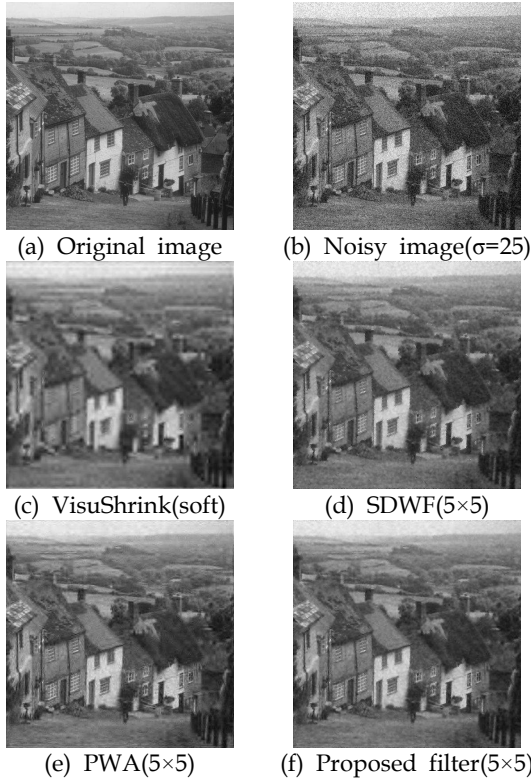 (a) Original image
(b) Noisy image(σ=25)
(c) VisuShrink(soft)
(d) SDWF(5×5)
(e) PWA(5×5)
(f) Proposed filter(5×5)